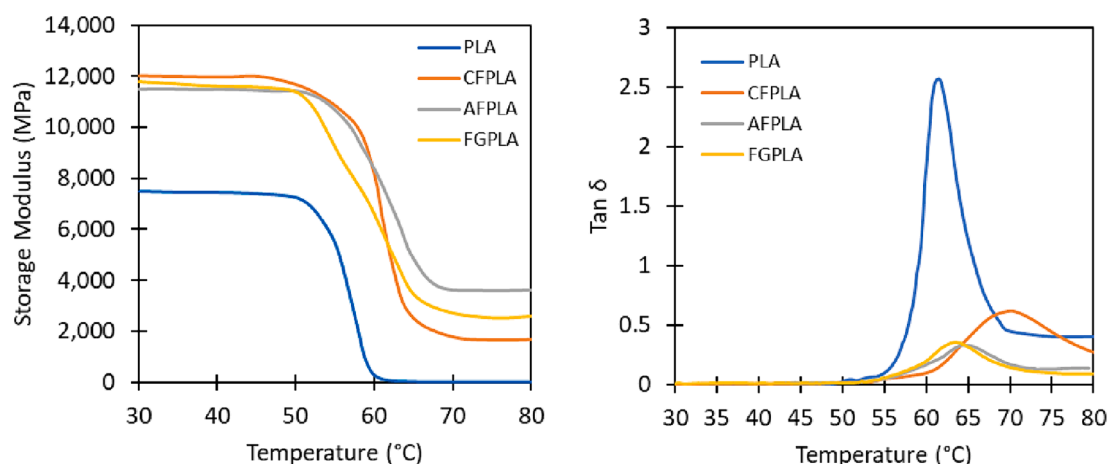 14,000
12,000
10,000
8,000
6,000
4,000
2,000
0
Storage Modulus (MPa)
30 40 50 60 70 80
Temperature (°C)
PLA
CFPLA
AFPLA
FGPLA
3
2.5
2
1.5
1
0.5
0
Tan δ
30 35 40 45 50 55 60 65 70 75 80
Temperature (°C)
PLA
CFPLA
AFPLA
FGPLA